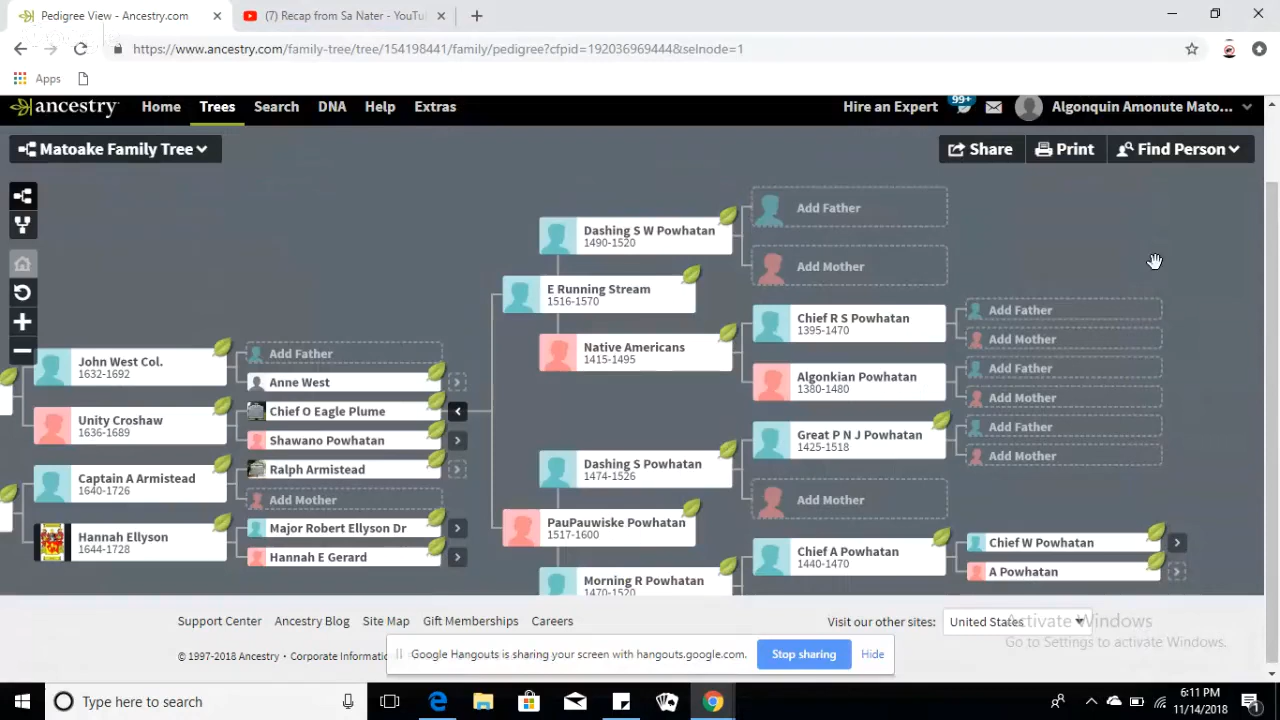 Pedigree View - Ancestry.com
(7) Recap from Sa Nater - YouTu
https://www.ancestry.com/family-tree/tree/154198441/family/pedigree?cfpid=192036969444&selnode=1
Apps
ancestry Home Trees Search DNA Help Extras Hire an Expert 99+ Algonquin Amonute Mato...
Matoake Family Tree Share Print Find Person
Add Father
Dashing S W Powhatan
1490-1520
Add Mother
E Running Stream
1516-1570
Chief R S Powhatan
1395-1470
Add Father
Add Mother
Native Americans
1415-1495
John West Col.
1632-1692
Add Father
Anne West
Algonkian Powhatan
1380-1480
Add Father
Add Mother
Unity Croshaw
1636-1689
Chief O Eagle Plume
Shawano Powhatan
Great P N J Powhatan
1425-1518
Add Father
Add Mother
Captain A Armistead
1640-1726
Ralph Armistead
Add Mother
Dashing S Powhatan
1474-1526
Add Mother
PauPauwiske Powhatan
1517-1600
Hannah Ellyson
1644-1728
Major Robert Ellyson Dr
Hannah E Gerard
Chief A Powhatan
1440-1470
Chief W Powhatan
A Powhatan
Morning R Powhatan
1470-1520
Support Center Ancestry Blog Site Map Gift Memberships Careers Visit our other sites: United States
Activate Windows
Go to Settings to activate Windows.
© 1997-2018 Ancestry • Corporate Informatic
Google Hangouts is sharing your screen with hangouts.google.com. Stop sharing Hide
Type here to search
6:11 PM
11/14/2018
1